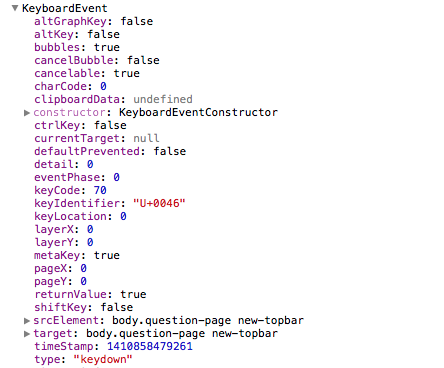 KeyboardEvent
altGraphKey: false
altKey: false
bubbles: true
cancelBubble: false
cancelable: true
charCode: 0
clipboardData: undefined
constructor: KeyboardEventConstructor
ctrlKey: false
currentTarget: null
defaultPrevented: false
detail: 0
eventPhase: 0
keyCode: 70
keyIdentifier: "U+0046"
keyLocation: 0
layerX: 0
layerY: 0
metaKey: true
pageX: 0
pageY: 0
returnValue: true
shiftKey: false
srcElement: body.question-page new-topbar
target: body.question-page new-topbar
timeStamp: 1410858479261
type: "keydown"